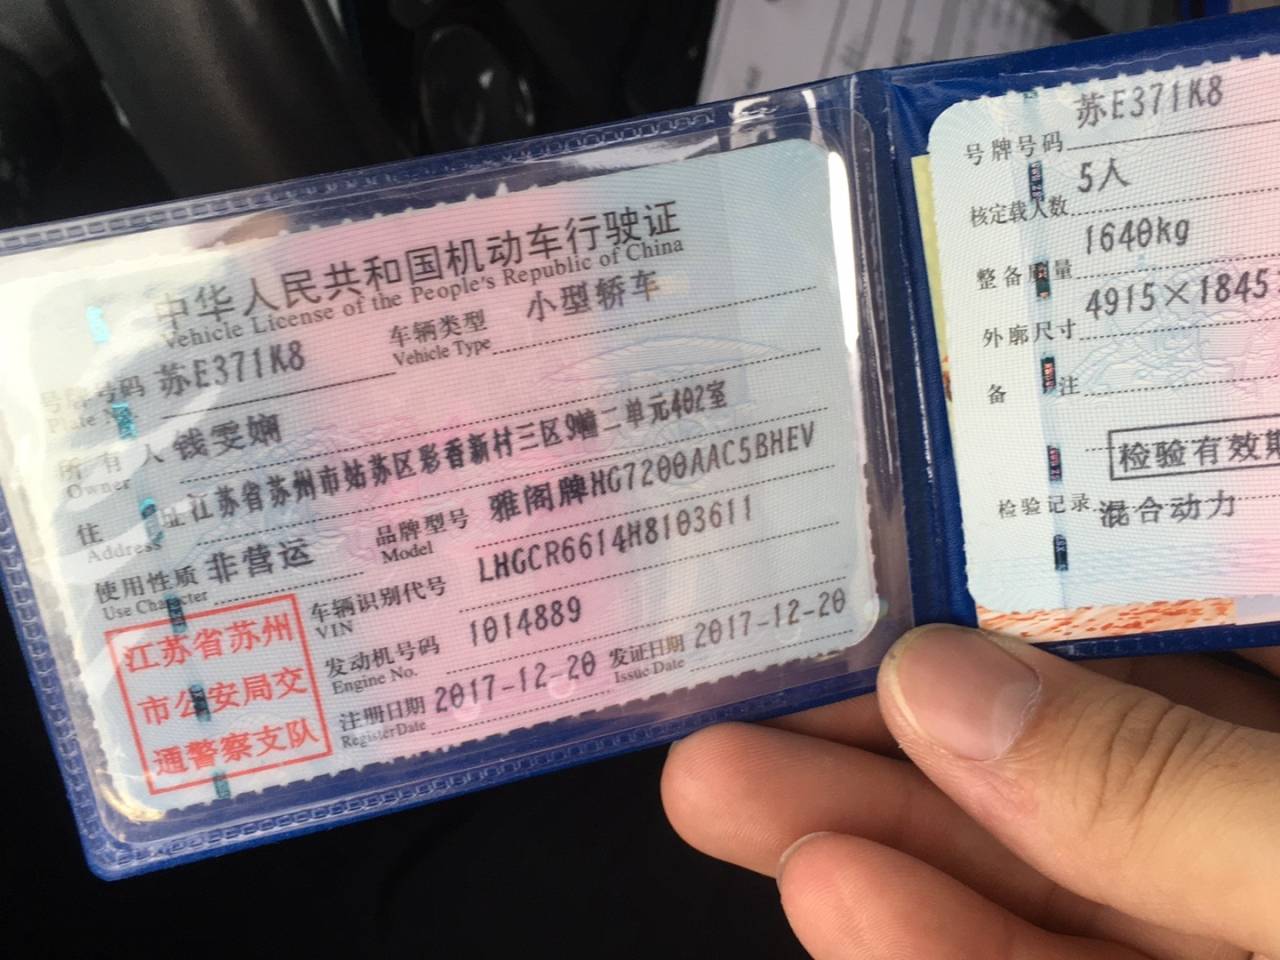 中华人民共和国机动车行驶证
Vehicle License of the People's Republic of China
号牌号码 苏E371K8 车辆类型 小型轿车
Plate Vehicle Type
所有人 钱雯娴
Owner
住址 江苏省苏州市姑苏区彩香新村三区9幢二单元402室
Address
使用性质 非营运 品牌型号 雅阁牌HG7200AAC5BHEV
Use Character Model
车辆识别代号 LHGCR6614H8103611
VIN
发动机号码 1014889
Engine No.
注册日期 2017-12-20 发证日期 2017-12-20
Register Date Issue Date
江苏省苏州
市公安局交
通警察支队
号牌号码 苏E371K8
核定载人数 5人
整备质量 1640kg
外廓尺寸 4915×1845
备注
检验有效期
检验记录 混合动力